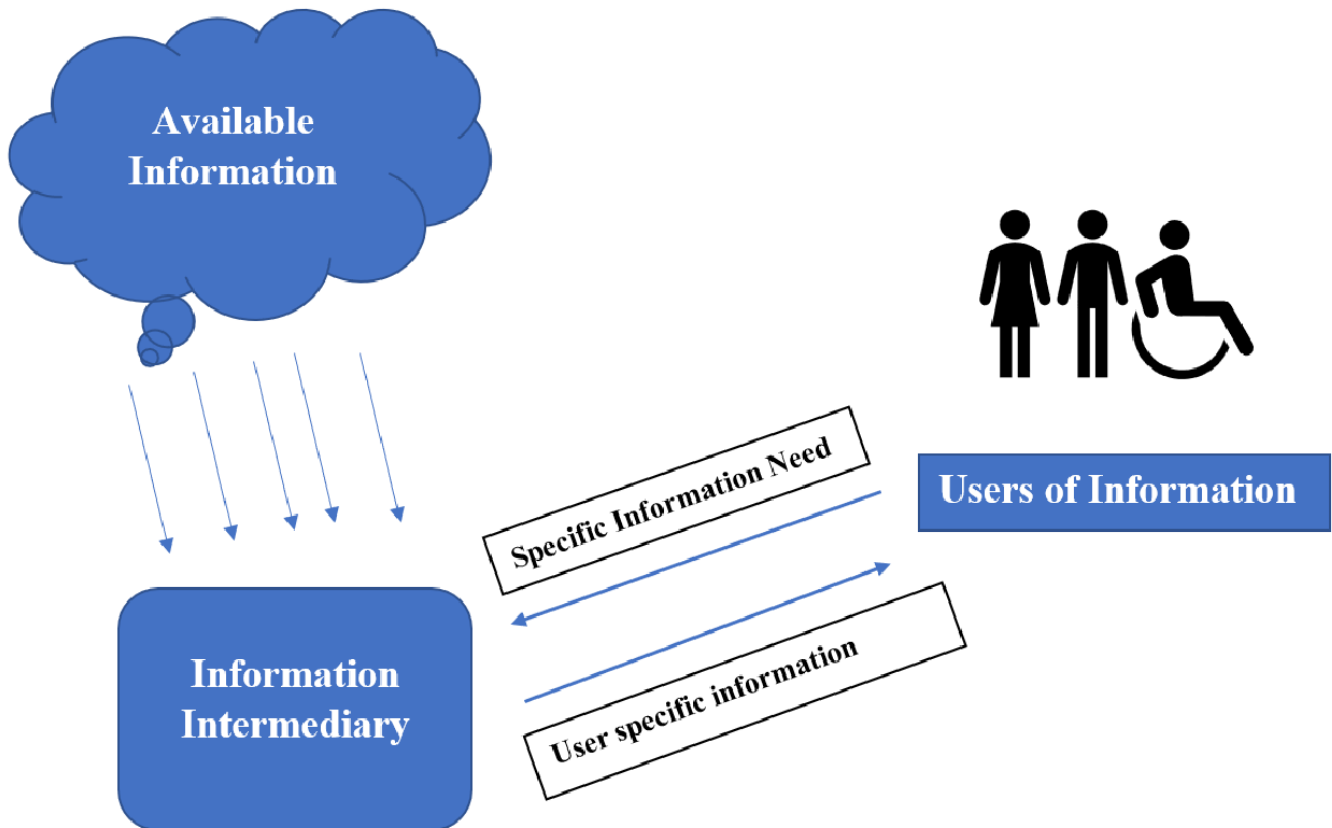 Available
Information
Specific Information Need
Users of Information
Information
Intermediary
User specific information